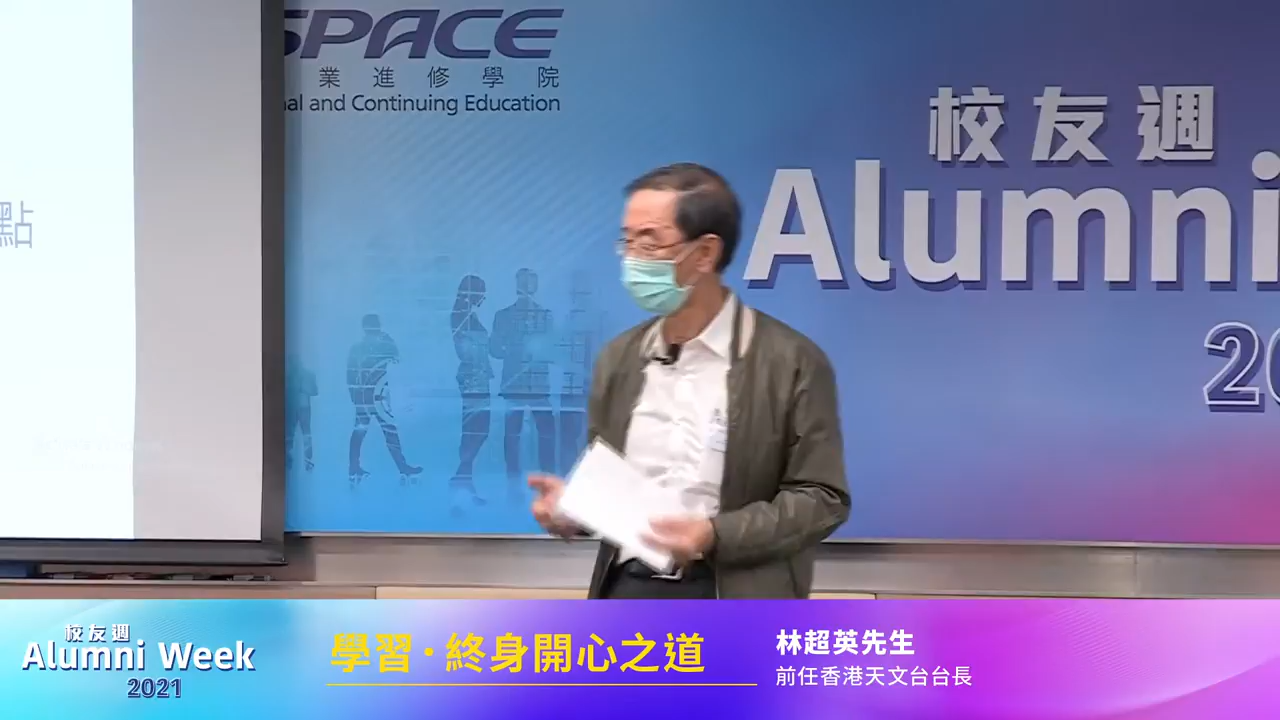 SPACE
業進修學院
nal and Continuing Education
校友週
Alumni
20
點
校友週
Alumni Week
2021
學習·終身開心之道
林超英先生
前任香港天文台台長